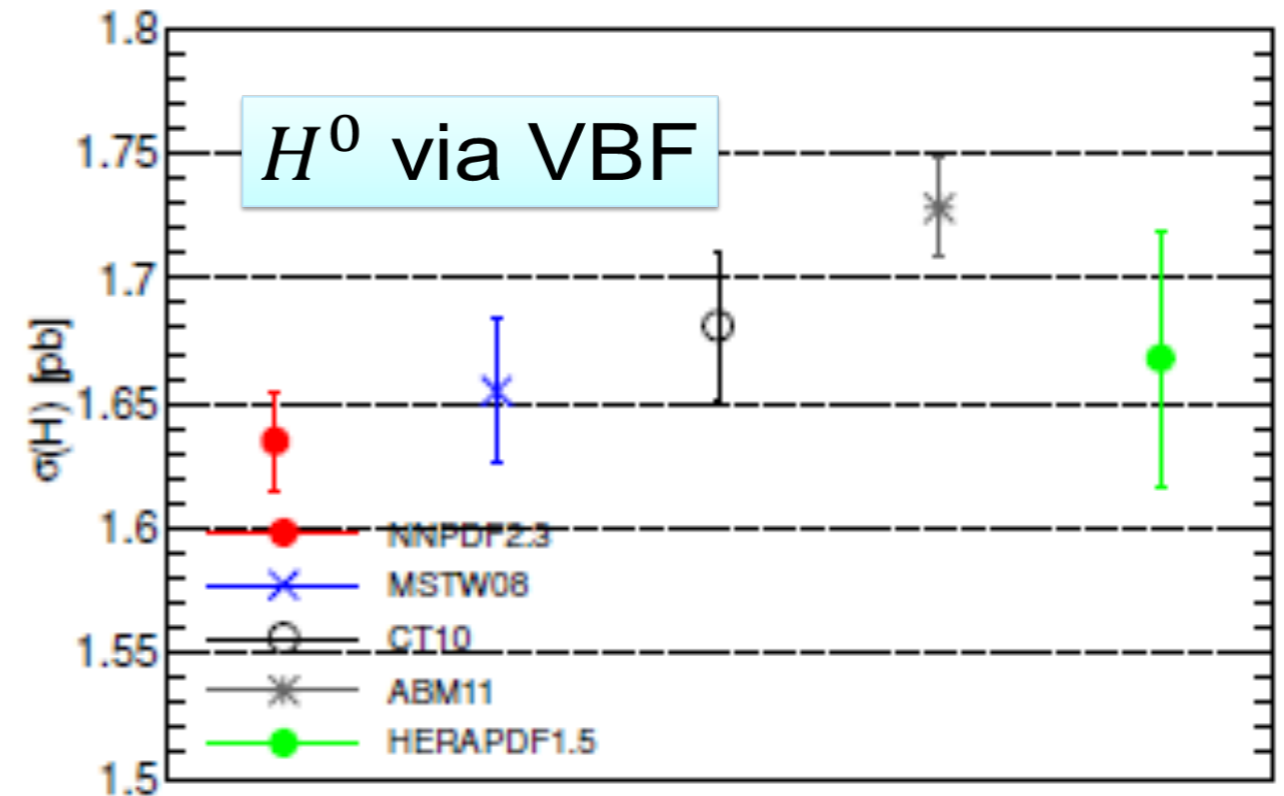 1.8
H⁰ via VBF
1.75
1.7
σ(H) [pb]
1.65
1.6
NNPDF2.3
MSTW08
CT10
1.55
ABM11
HERAPDF1.5
1.5